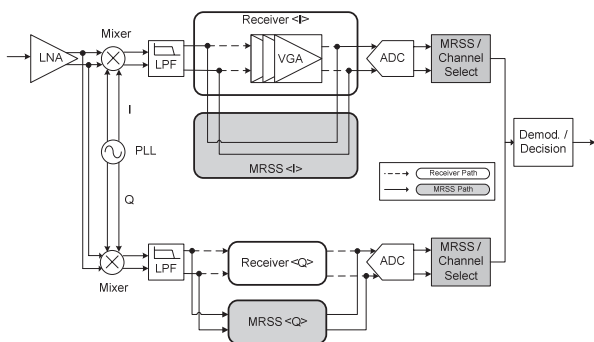 Receiver <I>
Mixer
LNA
LPF
VGA
ADC
MRSS /
Channel
Select
I
PLL
MRSS <I>
Demod. /
Decision
Receiver Path
MRSS Path
Q
LPF
Receiver <Q>
ADC
MRSS /
Channel
Select
Mixer
MRSS <Q>